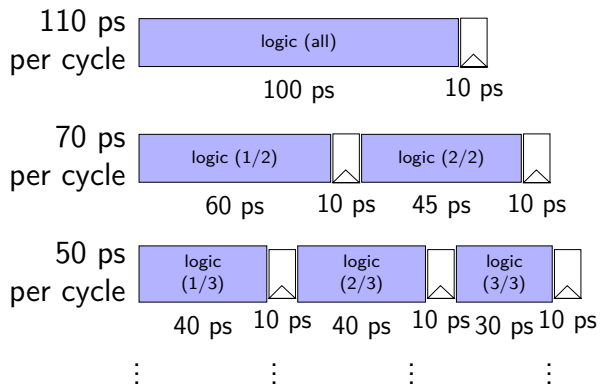 110 ps
per cycle
logic (all)
100 ps
10 ps
70 ps
per cycle
logic (1/2)
logic (2/2)
60 ps
10 ps
45 ps
10 ps
50 ps
per cycle
logic
(1/3)
logic
(2/3)
logic
(3/3)
40 ps
10 ps
40 ps
10 ps
30 ps
10 ps